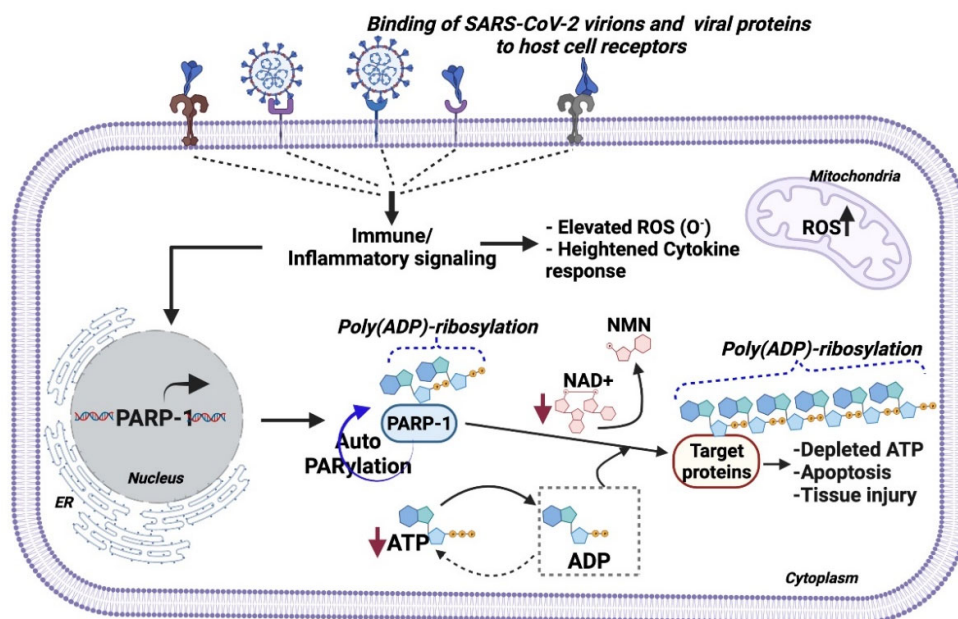 Binding of SARS-CoV-2 virions and viral proteins
to host cell receptors
Mitochondria
ROS
Immune/
Inflammatory signaling
- Elevated ROS (O-)
- Heightened Cytokine
response
Poly(ADP)-ribosylation
NMN
Poly(ADP)-ribosylation
NAD+
PARP-1
PARP-1
Auto
PARylation
Target
proteins
-Depleted ATP
-Apoptosis
-Tissue injury
Nucleus
ER
ATP
ADP
Cytoplasm